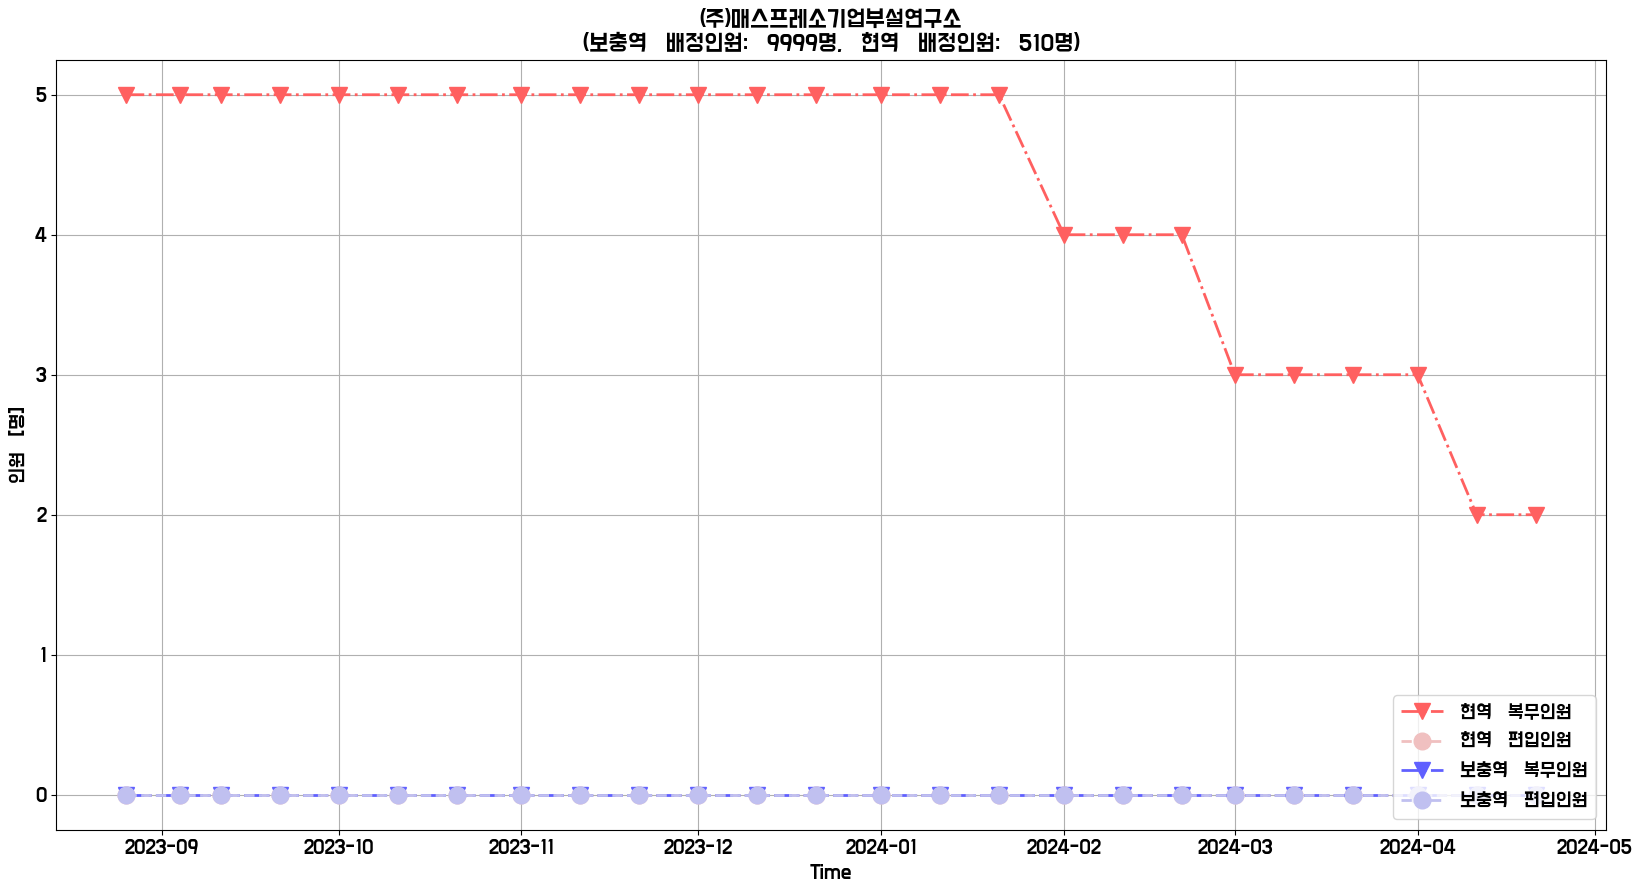 (주)매스프레소기업부설연구소
(보충역 배정인원: 9999명, 현역 배정인원: 510명)
5
4
3
2
1
0
인원 [명]
현역 복무인원
현역 편입인원
보충역 복무인원
보충역 편입인원
2023-09 2023-10 2023-11 2023-12 2024-01 2024-02 2024-03 2024-04 2024-05
Time